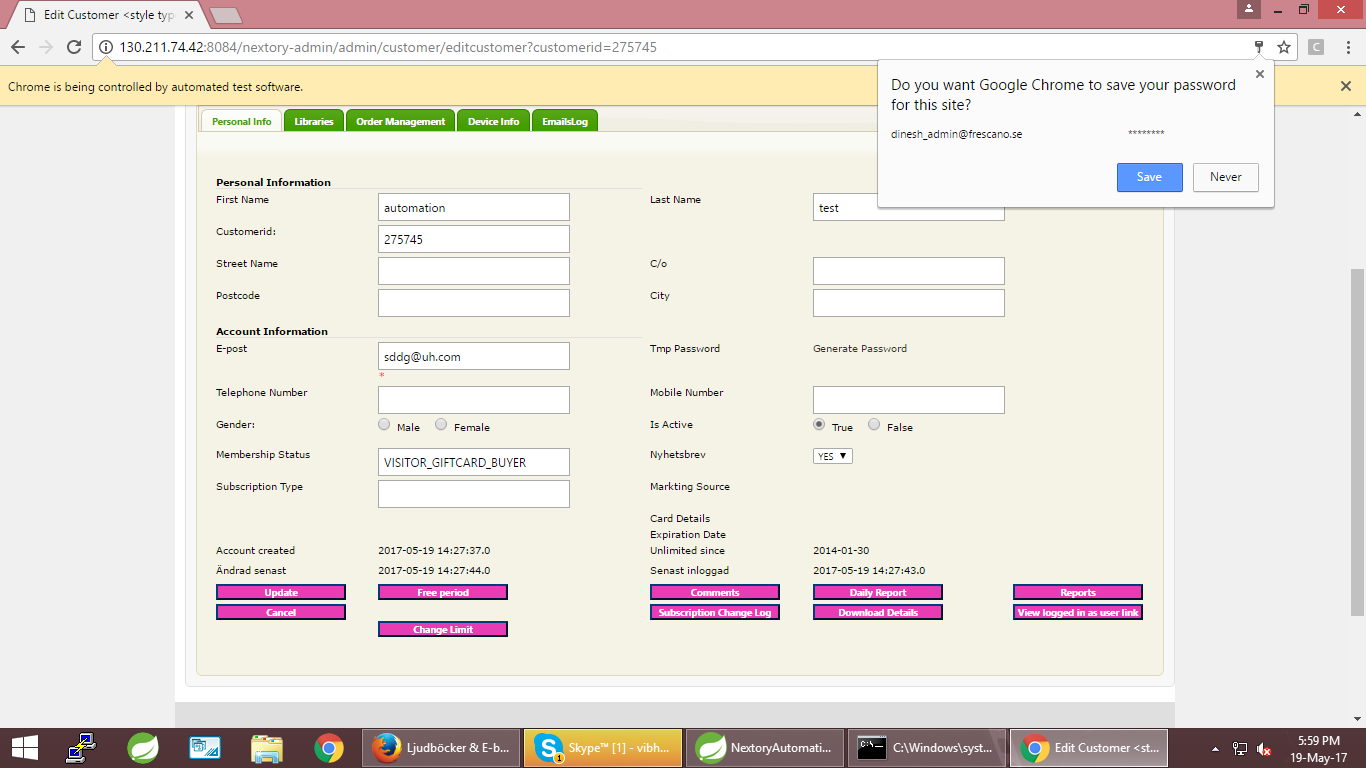 Edit Customer <style typ
130.211.74.42:8084/nextory-admin/admin/customer/editcustomer?customerid=275745
C
Chrome is being controlled by automated test software.
Do you want Google Chrome to save your password
for this site?
dinesh_admin@frescano.se ********
Save Never
Personal Info Libraries Order Management Device Info EmailsLog
Personal Information
First Name automation Last Name test
Customerid: 275745
Street Name C/o
Postcode City
Account Information
E-post sddg@uh.com Tmp Password Generate Password
*
Telephone Number Mobile Number
Gender: Male Female Is Active True False
Membership Status VISITOR_GIFTCARD_BUYER Nyhetsbrev YES
Subscription Type Markting Source
Card Details
Expiration Date
Account created 2017-05-19 14:27:37.0 Unlimited since 2014-01-30
Ändrad senast 2017-05-19 14:27:44.0 Senast inloggad 2017-05-19 14:27:43.0
Update Free period Comments Daily Report Reports
Cancel Subscription Change Log Download Details View logged in as user link
Change Limit
Ljudböcker & E-b... Skype™ [1] - vibh... NextoryAutomati... C:\Windows\syst... Edit Customer <st...
1
5:59 PM
19-May-17